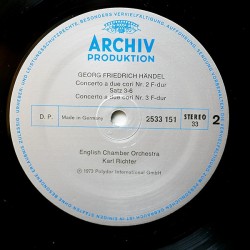 ARCHIV
PRODUKTION
GEORG FRIEDRICH HÄNDEL
Concerto a due cori Nr. 2 F-dur
Satz 3-6
Concerto a due cori Nr. 3 F-dur
D. P. Made in Germany 2533 151 STEREO 33 2
English Chamber Orchestra
Karl Richter
Ⓟ 1973 Polydor International GmbH